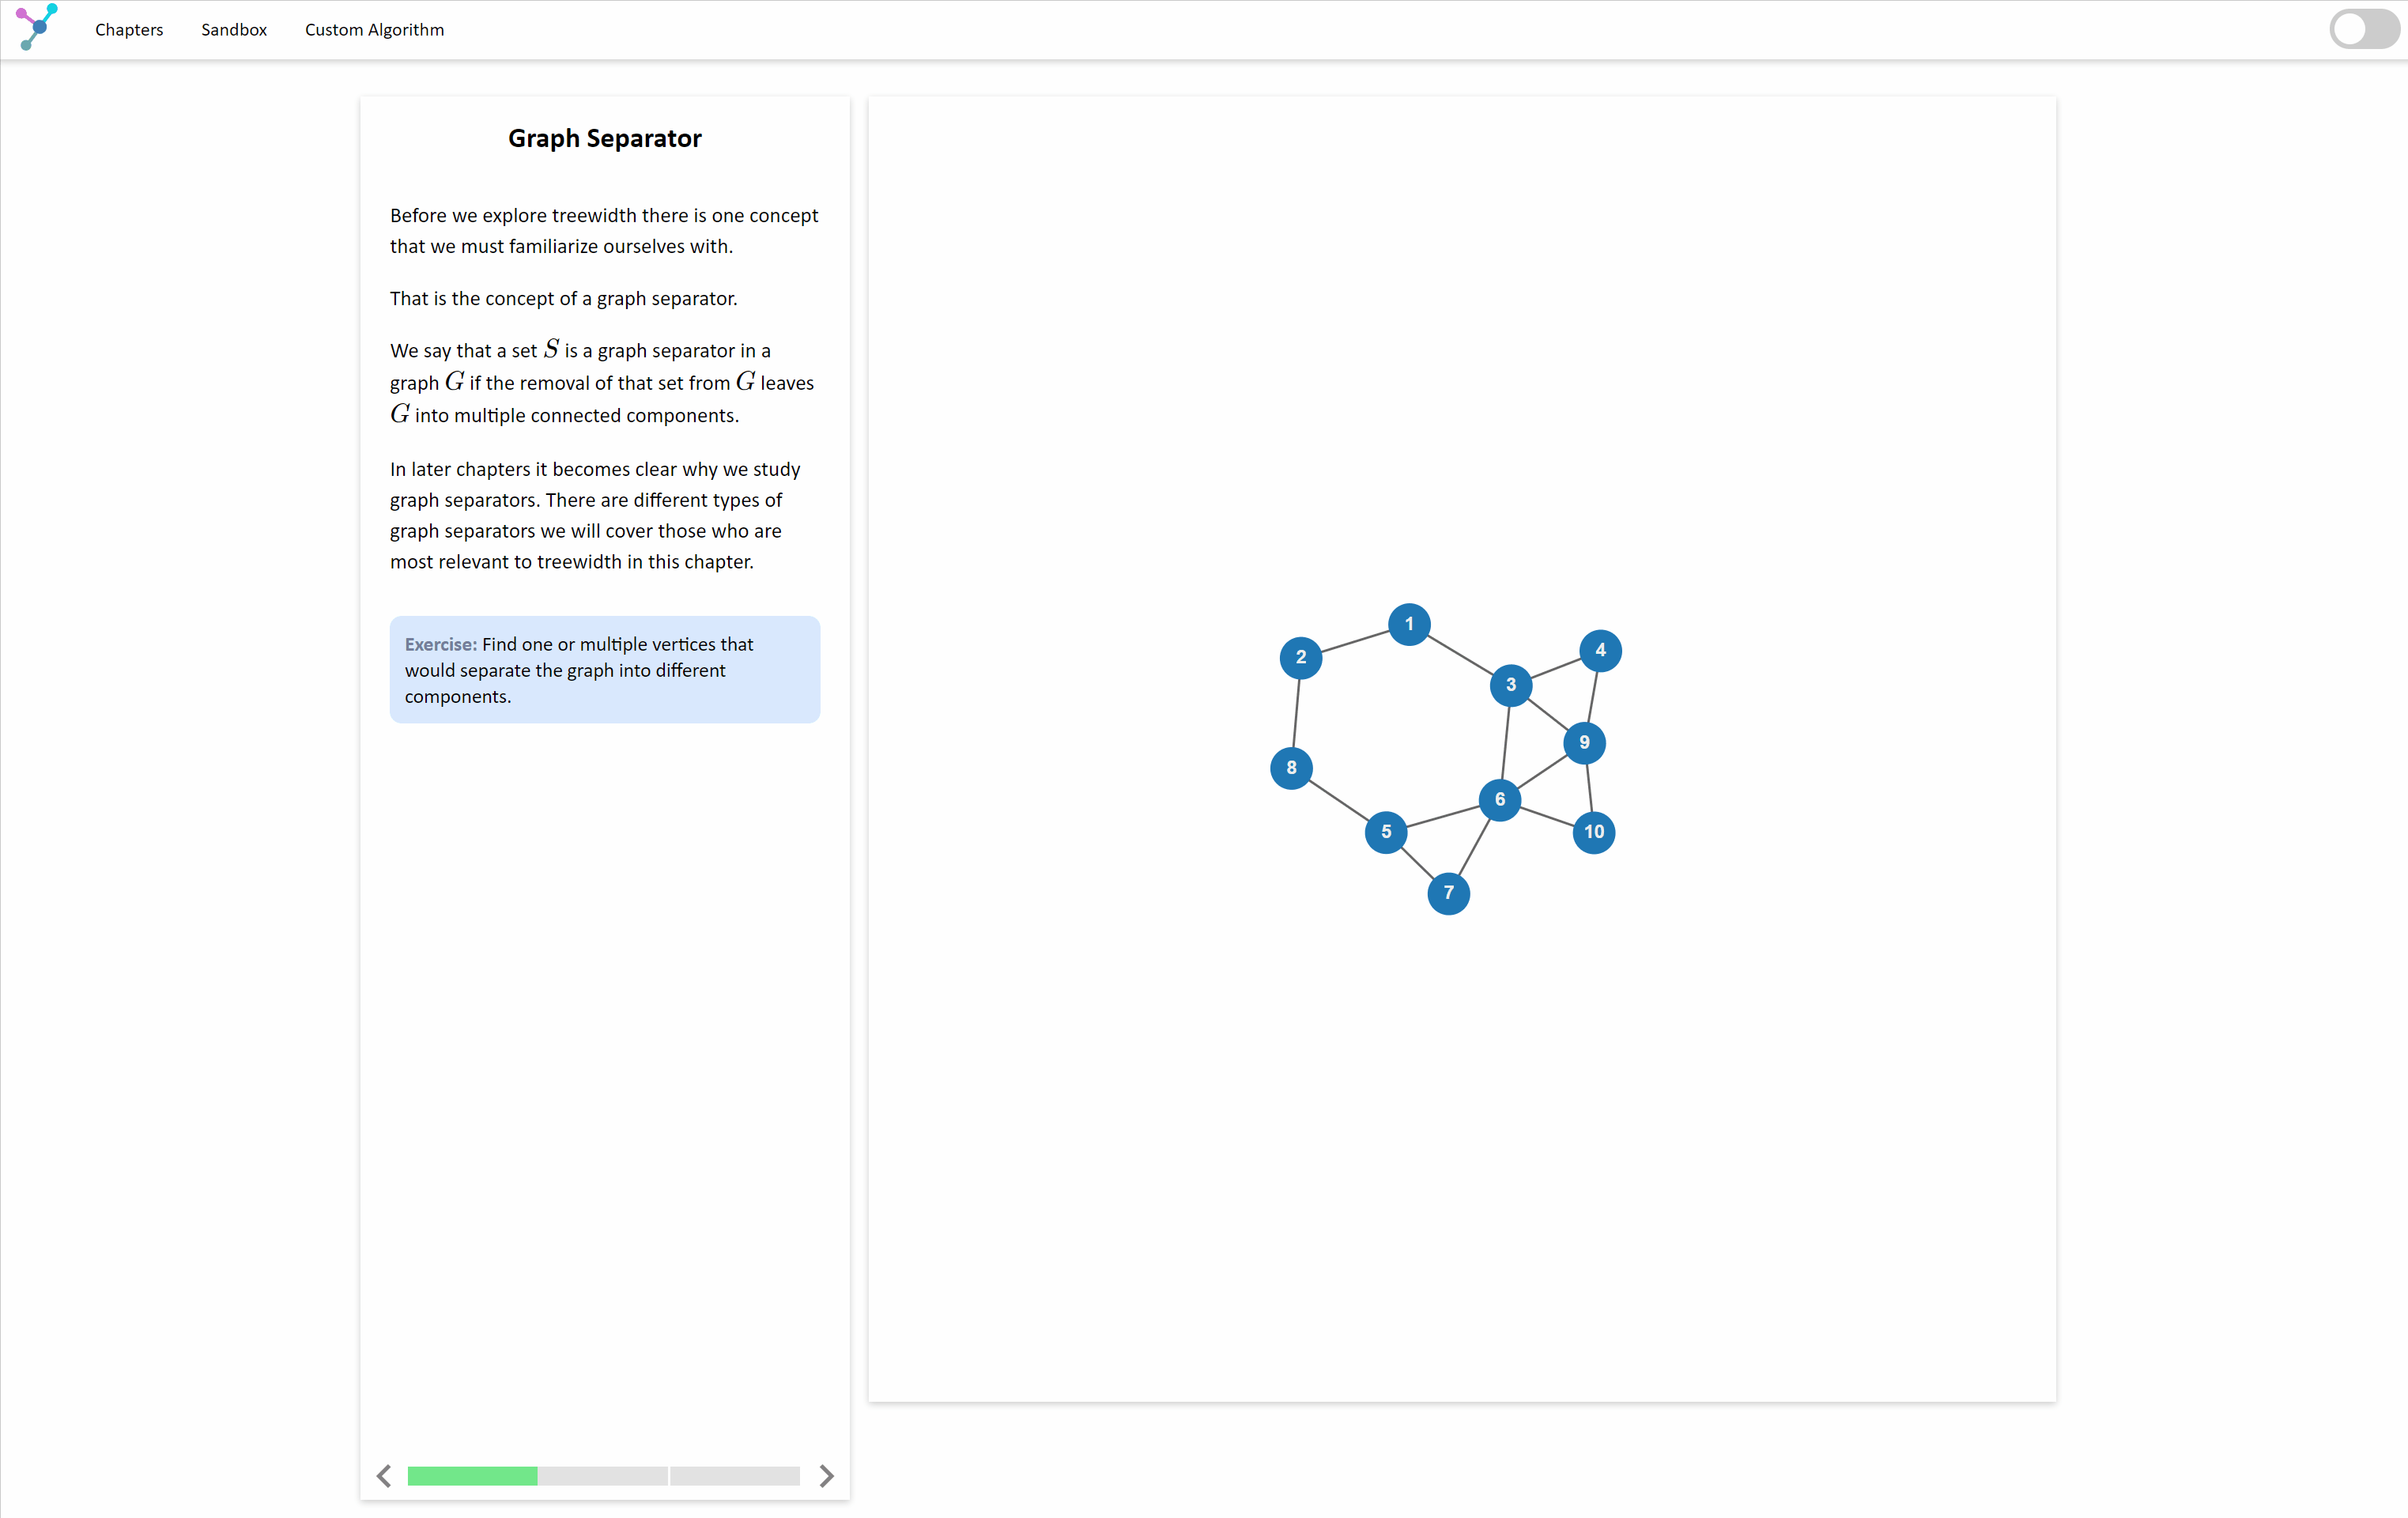 Chapters Sandbox Custom Algorithm
Graph Separator
Before we explore treewidth there is one concept
that we must familiarize ourselves with.
That is the concept of a graph separator.
We say that a set S is a graph separator in a
graph G if the removal of that set from G leaves
G into multiple connected components.
In later chapters it becomes clear why we study
graph separators. There are different types of
graph separators we will cover those who are
most relevant to treewidth in this chapter.
Exercise: Find one or multiple vertices that
would separate the graph into different
components.
1
2
4
3
9
8
6
5
10
7